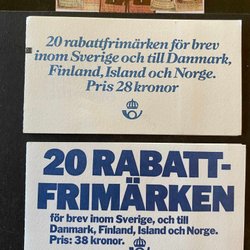 20 rabattfrimärken för brev
inom Sverige och till Danmark,
Finland, Island och Norge.
Pris 28 kronor
20 RABATT-
FRIMÄRKEN
för brev inom Sverige, och till
Danmark, Finland, Island och Norge.
Pris: 38 kronor.